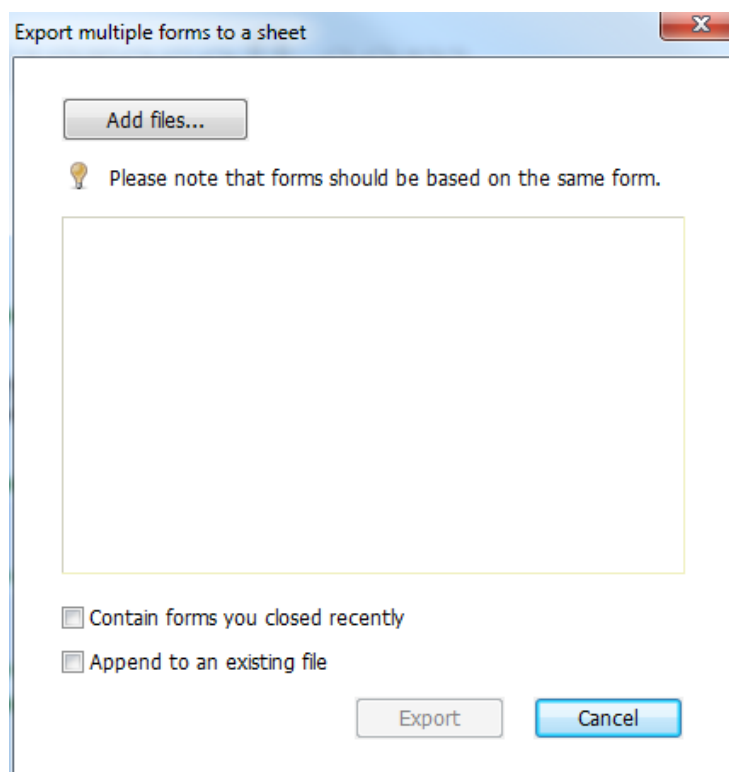 Export multiple forms to a sheet
Add files...
Please note that forms should be based on the same form.
Contain forms you closed recently
Append to an existing file
Export
Cancel